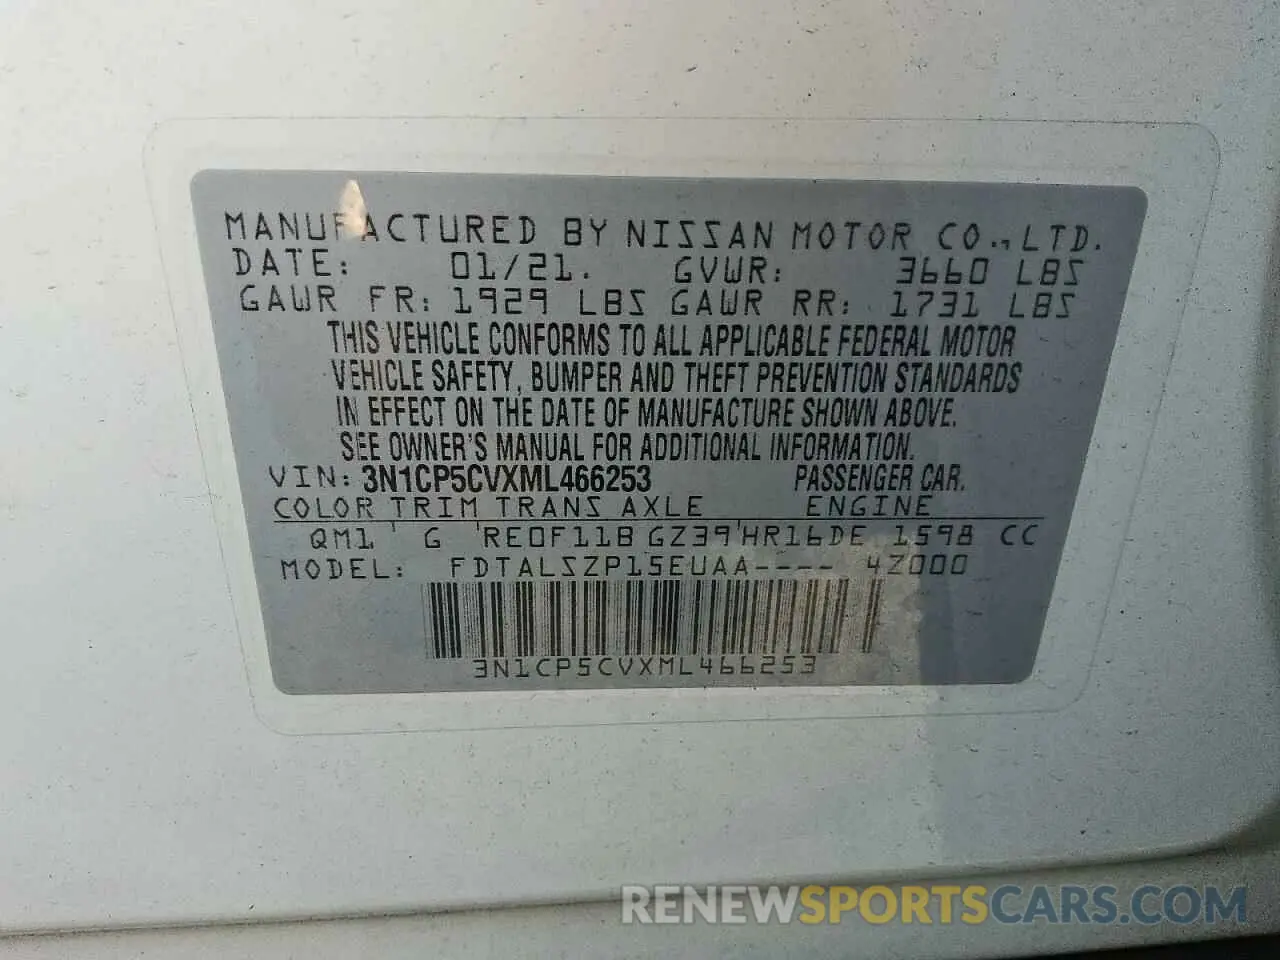 MANUFACTURED BY NISSAN MOTOR CO., LTD.
DATE: 01/21. GVWR: 3660 LBS
GAWR FR: 1929 LBS GAWR RR: 1731 LBS
THIS VEHICLE CONFORMS TO ALL APPLICABLE FEDERAL MOTOR
VEHICLE SAFETY, BUMPER AND THEFT PREVENTION STANDARDS
IN EFFECT ON THE DATE OF MANUFACTURE SHOWN ABOVE.
SEE OWNER'S MANUAL FOR ADDITIONAL INFORMATION.
VIN: 3N1CP5CVXML466253 PASSENGER CAR.
COLOR TRIM TRANS AXLE ENGINE
QM1 G RE0F11B GZ39 HR16DE 1598 CC
MODEL: FDTALSZP15EUAA---- 4Z000
3N1CP5CVXML466253
RENEWSPORTSCARS.COM